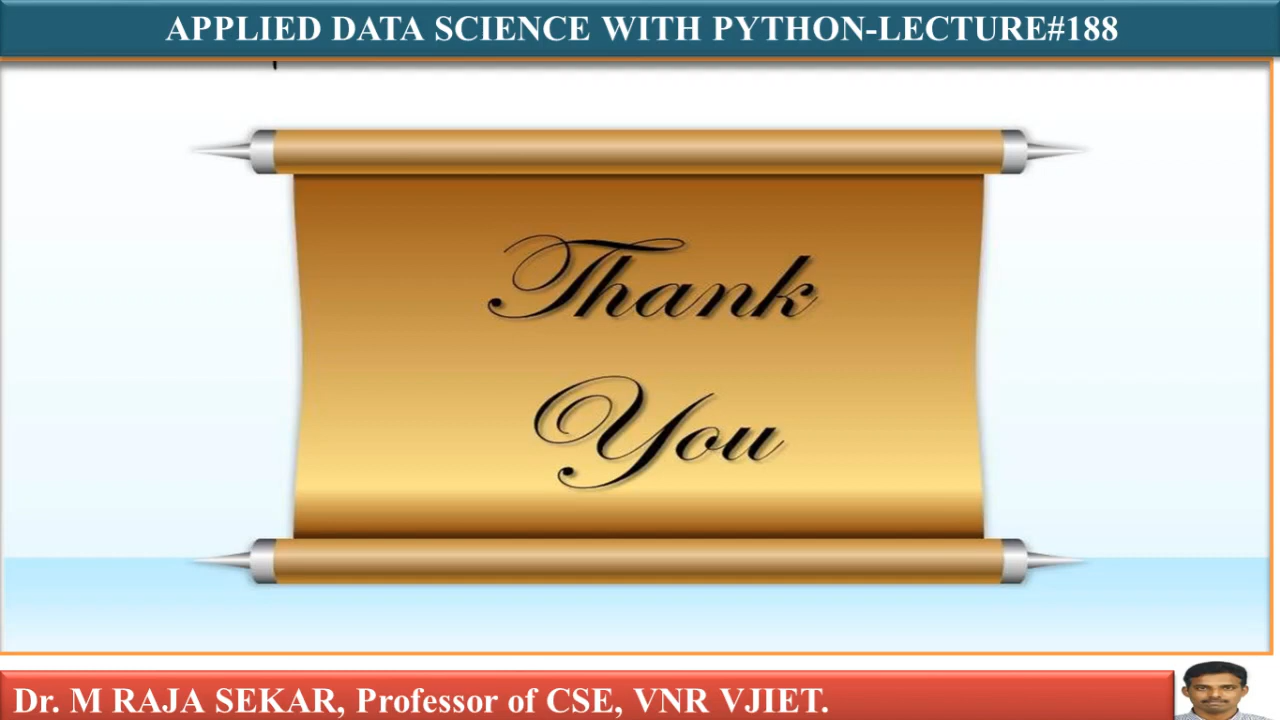 APPLIED DATA SCIENCE WITH PYTHON-LECTURE#188
Thank
You
Dr. M RAJA SEKAR, Professor of CSE, VNR VJIET.